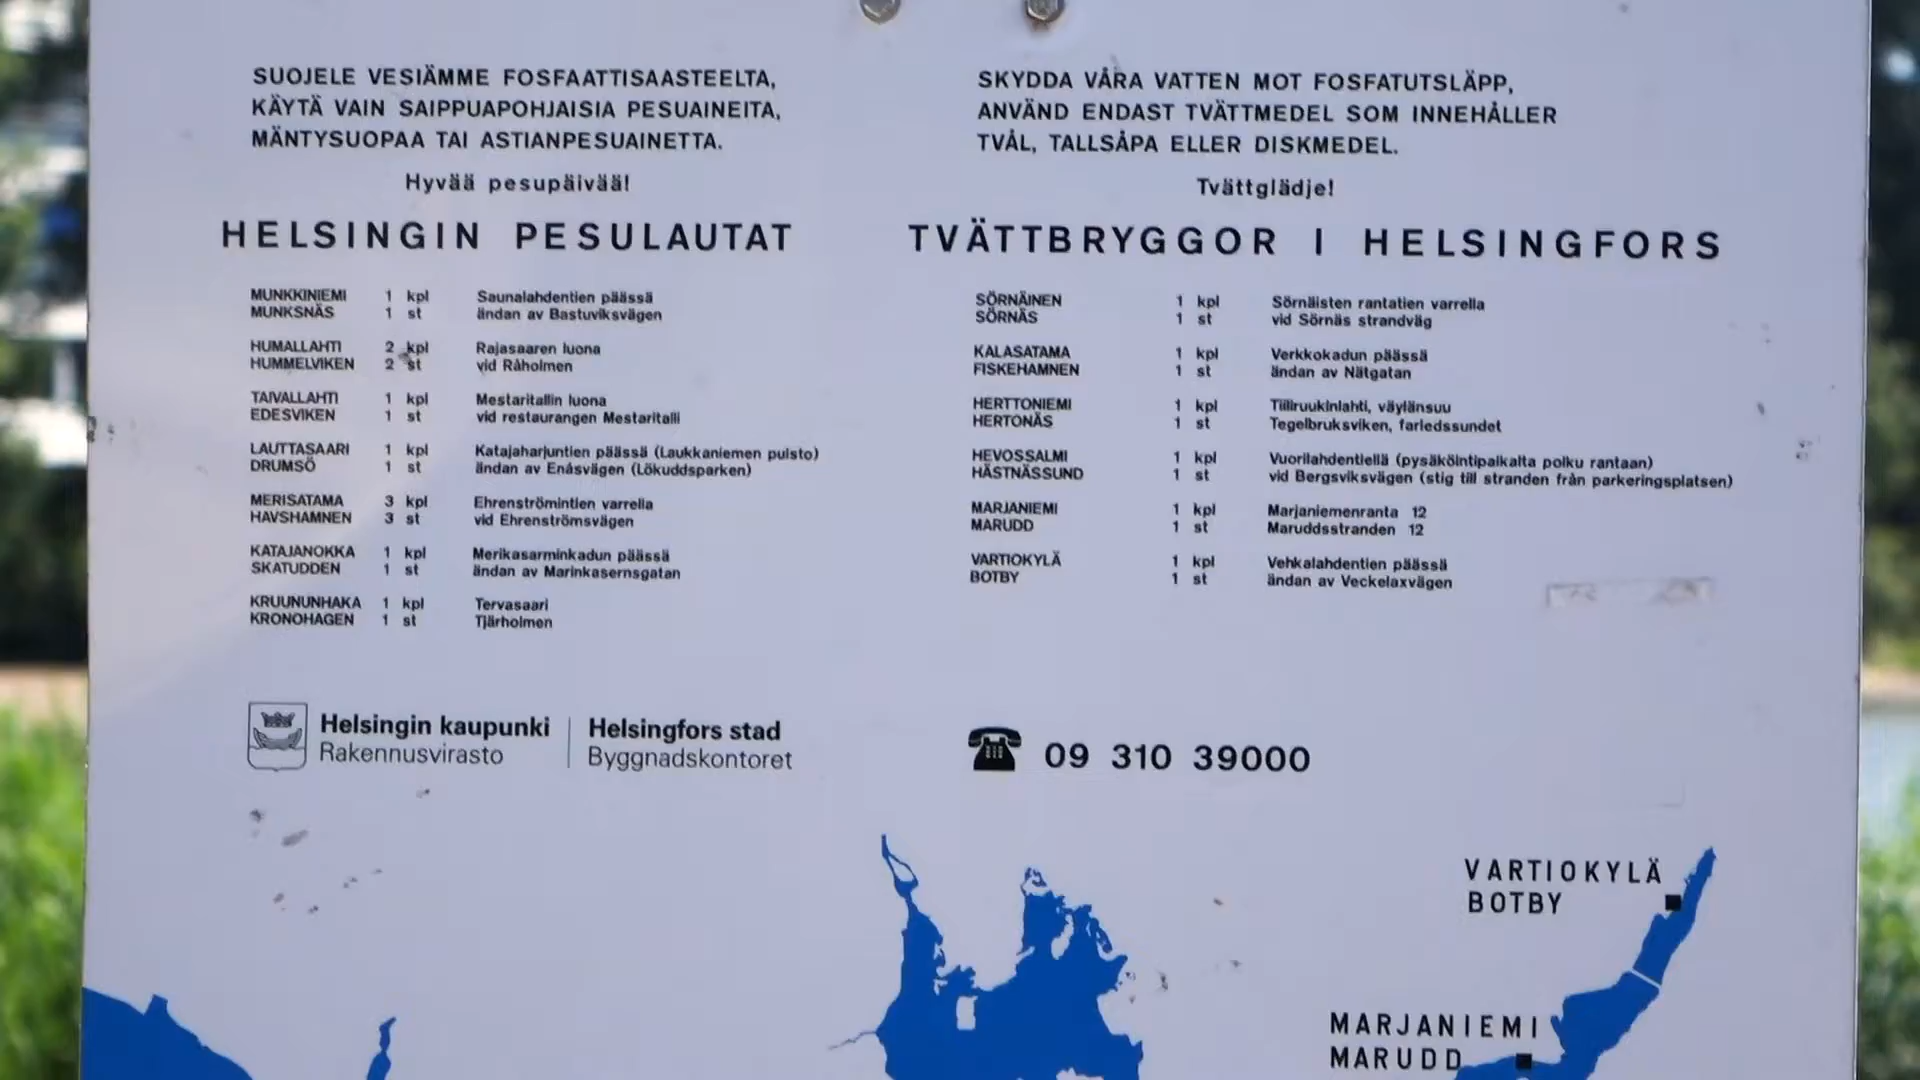 SUOJELE VESIÄMME FOSFAATTISAASTEELTA,
KÄYTÄ VAIN SAIPPUAPOHJAISIA PESUAINEITA,
MÄNTYSUOPAA TAI ASTIANPESUAINETTA.
Hyvää pesupäivää!
HELSINGIN PESULAUTAT
MUNKKINIEMI 1 kpl Saunalahdentien päässä
MUNKSNÄS 1 st ändan av Bastuviksvägen
HUMALLAHTI 2 kpl Rajasaaren luona
HUMMELVIKEN 2 st vid Råholmen
TAIVALLAHTI 1 kpl Mestaritallin luona
EDESVIKEN 1 st vid restaurangen Mestaritalli
LAUTTASAARI 1 kpl Katajaharjuntien päässä (Laukkaniemen puisto)
DRUMSÖ 1 st ändan av Enåsvägen (Lökuddsparken)
MERISATAMA 3 kpl Ehrenströmintien varrella
HAVSHAMNEN 3 st vid Ehrenströmsvägen
KATAJANOKKA 1 kpl Merikasarminkadun päässä
SKATUDDEN 1 st ändan av Marinkasernsgatan
KRUUNUNHAKA 1 kpl Tervasaari
KRONOHAGEN 1 st Tjärholmen
SKYDDA VÅRA VATTEN MOT FOSFATUTSLÄPP,
ANVÄND ENDAST TVÄTTMEDEL SOM INNEHÅLLER
TVÅL, TALLSÅPA ELLER DISKMEDEL.
Tvättglädje!
TVÄTTBRYGGOR I HELSINGFORS
SÖRNÄINEN 1 kpl Sörnäisten rantatien varrella
SÖRNÄS 1 st vid Sörnäs strandväg
KALASATAMA 1 kpl Verkkokadun päässä
FISKEHAMNEN 1 st ändan av Nätgatan
HERTTONIEMI 1 kpl Tiiliruukinlahti, väylänsuu
HERTONÄS 1 st Tegelbruksviken, farledssundet
HEVOSSALMI 1 kpl Vuorilahdentiellä (pysäköintipaikalta polku rantaan)
HÄSTNÄSSUND 1 st vid Bergsviksvägen (stig till stranden från parkeringsplatsen)
MARJANIEMI 1 kpl Marjaniemenranta 12
MARUDD 1 st Maruddsstranden 12
VARTIOKYLÄ 1 kpl Vehkalahdentien päässä
BOTBY 1 st ändan av Veckelaxvägen
Helsingin kaupunki
Rakennusvirasto
Helsingfors stad
Byggnadskontoret
09 310 39000
VARTIOKYLÄ
BOTBY
MARJANIEMI
MARUDD